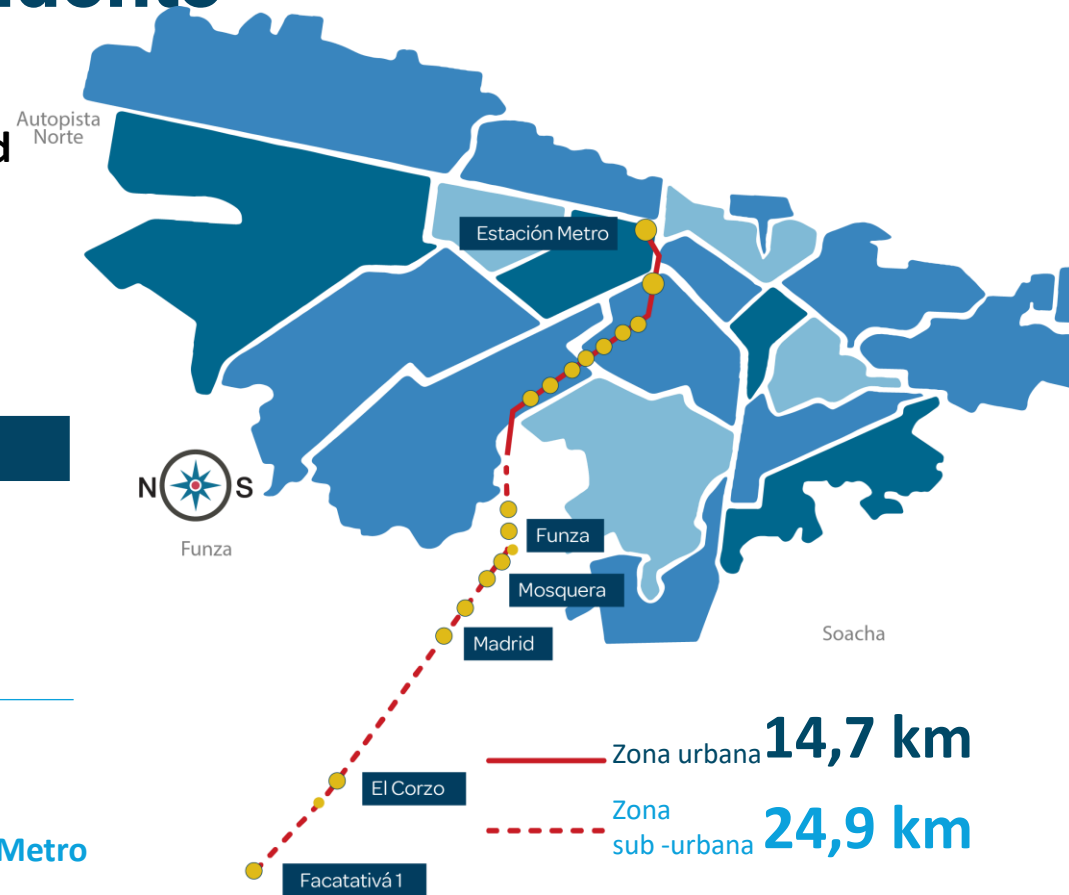 Autopista
Norte
Estación Metro
N
S
Funza
Funza
Mosquera
Madrid
Soacha
Zona urbana 14,7 km
El Corzo
Zona
sub -urbana 24,9 km
Metro
Facatativá 1